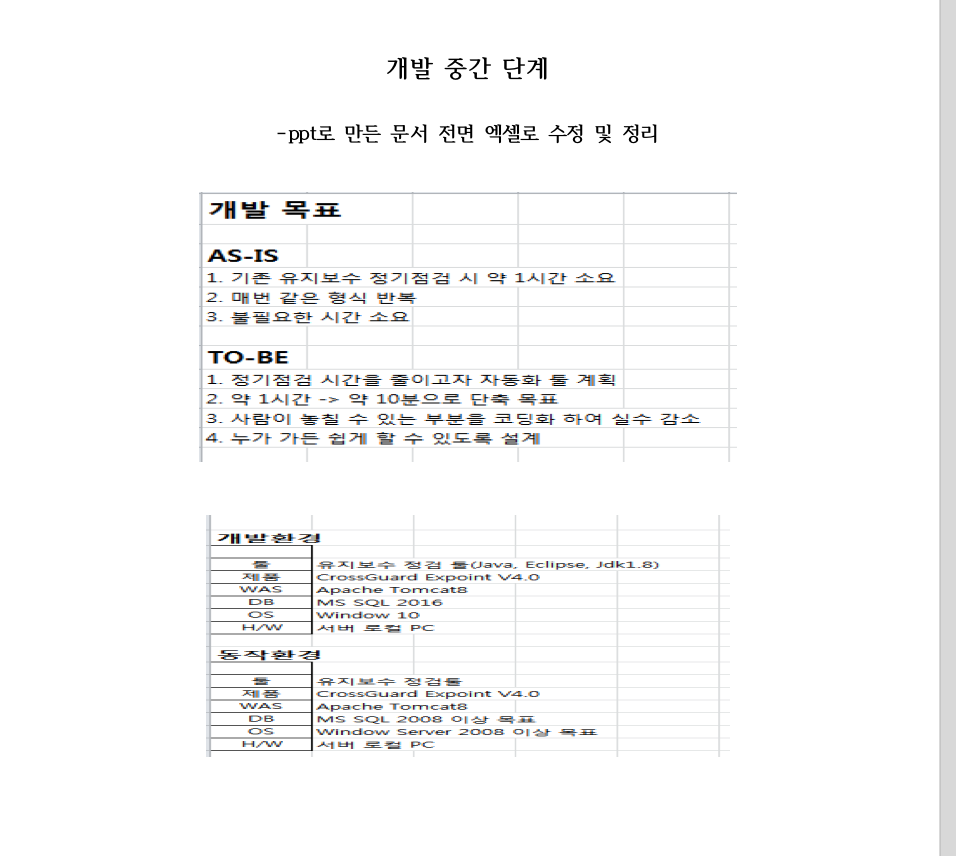 개발 중간 단계
-ppt로 만든 문서 전면 엑셀로 수정 및 정리
개발 목표
AS-IS
1. 기존 유지보수 정기점검 시 약 1시간 소요
2. 매번 같은 형식 반복
3. 불필요한 시간 소요
TO-BE
1. 정기점검 시간을 줄이고자 자동화 툴 계획
2. 약 1시간 -> 약 10분으로 단축 목표
3. 사람이 놓칠 수 있는 부분을 코딩화 하여 실수 감소
4. 누가 가든 쉽게 할 수 있도록 설계
개발환경
툴 유지보수 점검 툴(Java, Eclipse, Jdk1.8)
제품 CrossGuard Expoint V4.0
WAS Apache Tomcat8
DB MS SQL 2016
OS Window 10
H/W 서버 로컬 PC
동작환경
툴 유지보수 점검툴
제품 CrossGuard Expoint V4.0
WAS Apache Tomcat8
DB MS SQL 2008 이상 목표
OS Window Server 2008 이상 목표
H/W 서버 로컬 PC